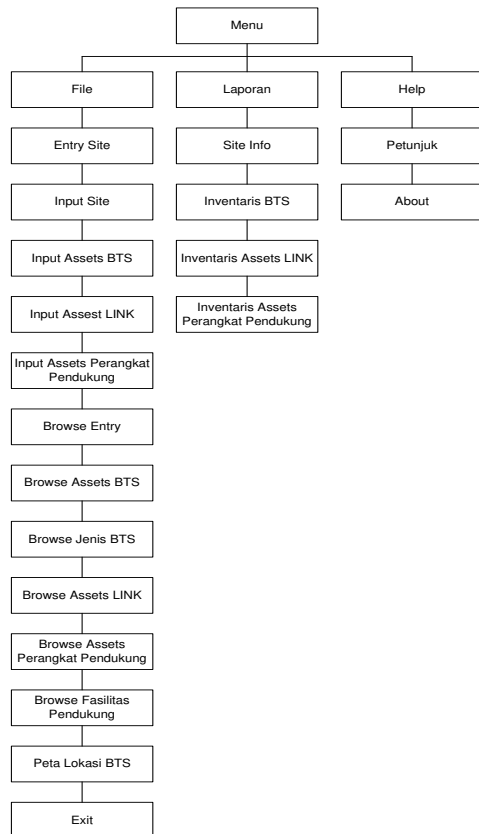 Menu
File
Laporan
Help
Entry Site
Site Info
Petunjuk
Input Site
Inventaris BTS
About
Input Assets BTS
Inventaris Assets LINK
Input Assest LINK
Inventaris Assets
Perangkat Pendukung
Input Assets Perangkat
Pendukung
Browse Entry
Browse Assets BTS
Browse Jenis BTS
Browse Assets LINK
Browse Assets
Perangkat Pendukung
Browse Fasilitas
Pendukung
Peta Lokasi BTS
Exit